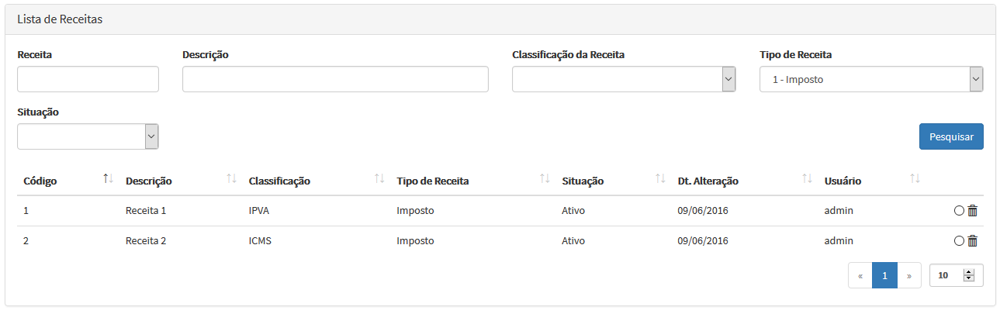 Lista de Receitas
Receita Descrição Classificação da Receita Tipo de Receita
1 - Imposto
Situação
Pesquisar
Código Descrição Classificação Tipo de Receita Situação Dt. Alteração Usuário
1 Receita 1 IPVA Imposto Ativo 09/06/2016 admin
2 Receita 2 ICMS Imposto Ativo 09/06/2016 admin
« 1 » 10